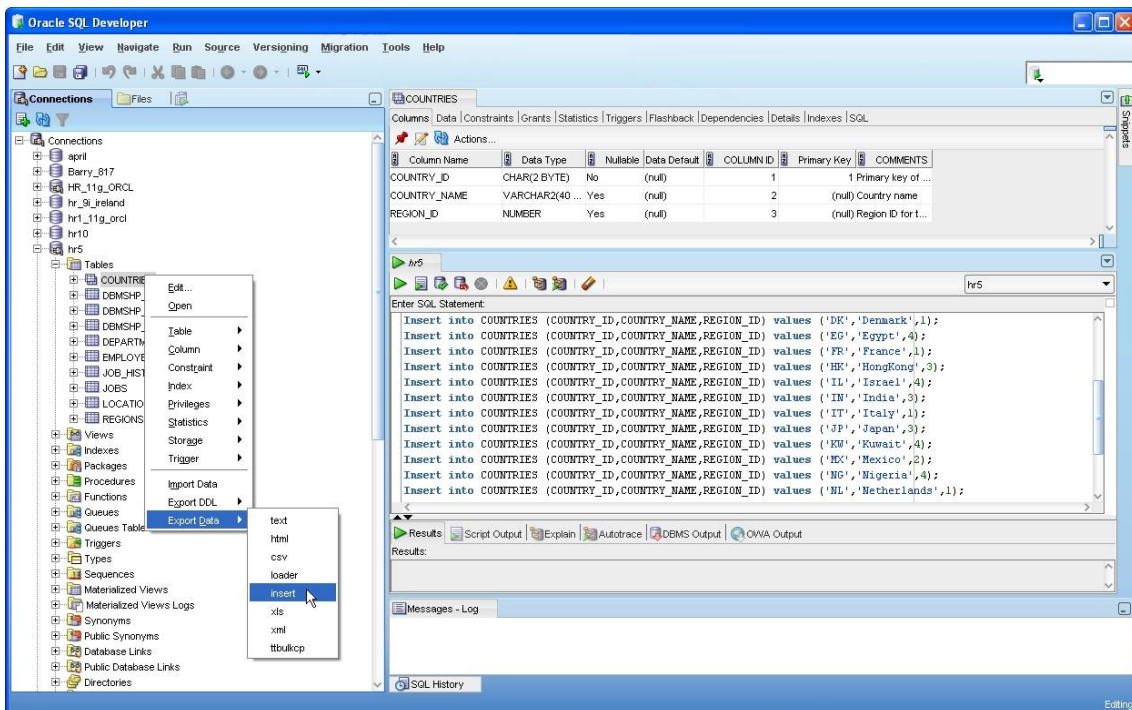 Oracle SQL Developer
File Edit View Navigate Run Source Versioning Migration Tools Help
Connections Files
Connections
april
Barry_817
HR_11g_ORCL
hr_9i_ireland
hr1_11g_orcl
hr10
hr5
Tables
COUNTRIE
DBMSHP_
DBMSHP_
DBMSHP_
DEPARTM
EMPLOYE
JOB_HIST
JOBS
LOCATIO
REGIONS
Views
Indexes
Packages
Procedures
Functions
Queues
Queues Table
Triggers
Types
Sequences
Materialized Views
Materialized Views Logs
Synonyms
Public Synonyms
Database Links
Public Database Links
Directories
Edit...
Open
Table
Column
Constraint
Index
Privileges
Statistics
Storage
Trigger
Import Data
Export DDL
Export Data
text
html
csv
loader
insert
xls
xml
ttbulkcp
COUNTRIES
Columns Data Constraints Grants Statistics Triggers Flashback Dependencies Details Indexes SQL
Actions...
Column Name Data Type Nullable Data Default COLUMN ID Primary Key COMMENTS
COUNTRY_ID CHAR(2 BYTE) No (null) 1 1 Primary key of ...
COUNTRY_NAME VARCHAR2(40 ... Yes (null) 2 (null) Country name
REGION_ID NUMBER Yes (null) 3 (null) Region ID for t...
hr5
hr5
Enter SQL Statement:
Insert into COUNTRIES (COUNTRY_ID,COUNTRY_NAME,REGION_ID) values ('DK','Denmark',1);
Insert into COUNTRIES (COUNTRY_ID,COUNTRY_NAME,REGION_ID) values ('EG','Egypt',4);
Insert into COUNTRIES (COUNTRY_ID,COUNTRY_NAME,REGION_ID) values ('FR','France',1);
Insert into COUNTRIES (COUNTRY_ID,COUNTRY_NAME,REGION_ID) values ('HK','HongKong',3);
Insert into COUNTRIES (COUNTRY_ID,COUNTRY_NAME,REGION_ID) values ('IL','Israel',4);
Insert into COUNTRIES (COUNTRY_ID,COUNTRY_NAME,REGION_ID) values ('IN','India',3);
Insert into COUNTRIES (COUNTRY_ID,COUNTRY_NAME,REGION_ID) values ('IT','Italy',1);
Insert into COUNTRIES (COUNTRY_ID,COUNTRY_NAME,REGION_ID) values ('JP','Japan',3);
Insert into COUNTRIES (COUNTRY_ID,COUNTRY_NAME,REGION_ID) values ('KW','Kuwait',4);
Insert into COUNTRIES (COUNTRY_ID,COUNTRY_NAME,REGION_ID) values ('MX','Mexico',2);
Insert into COUNTRIES (COUNTRY_ID,COUNTRY_NAME,REGION_ID) values ('NG','Nigeria',4);
Insert into COUNTRIES (COUNTRY_ID,COUNTRY_NAME,REGION_ID) values ('NL','Netherlands',1);
Results Script Output Explain Autotrace DBMS Output OWA Output
Results:
Messages - Log
SQL History
Snippets
Editing